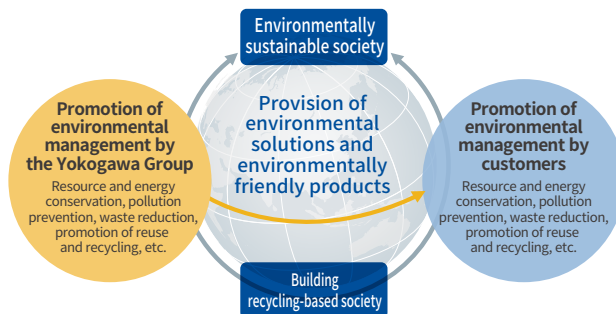 Environmentally
sustainable society
Promotion of
environmental
management by
the Yokogawa Group
Resource and energy
conservation, pollution
prevention, waste reduction,
promotion of reuse
and recycling, etc.
Provision of
environmental
solutions and
environmentally
friendly products
Promotion of
environmental
management by
customers
Resource and energy
conservation, pollution
prevention, waste reduction,
promotion of reuse
and recycling, etc.
Building
recycling-based society